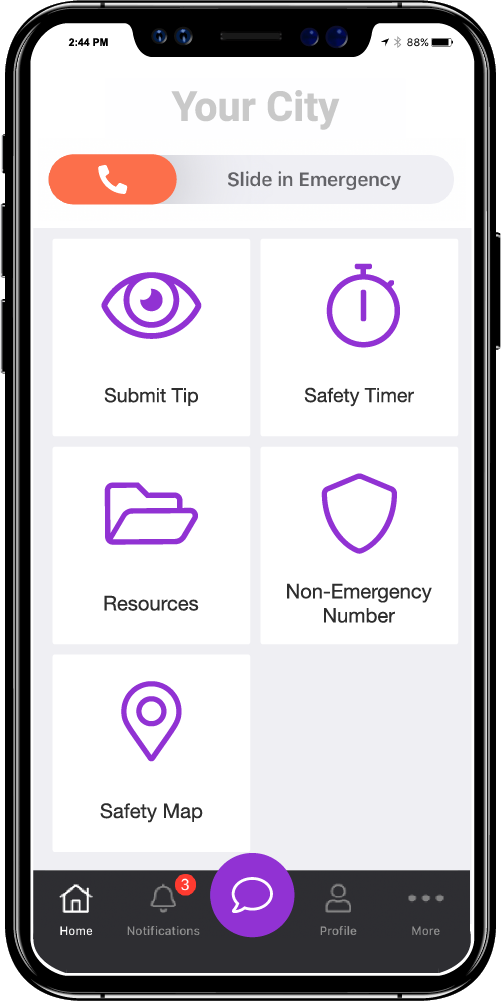 2:44 PM
88%
Your City
Slide in Emergency
Submit Tip
Safety Timer
Resources
Non-Emergency
Number
Safety Map
3
Home
Notifications
Profile
More